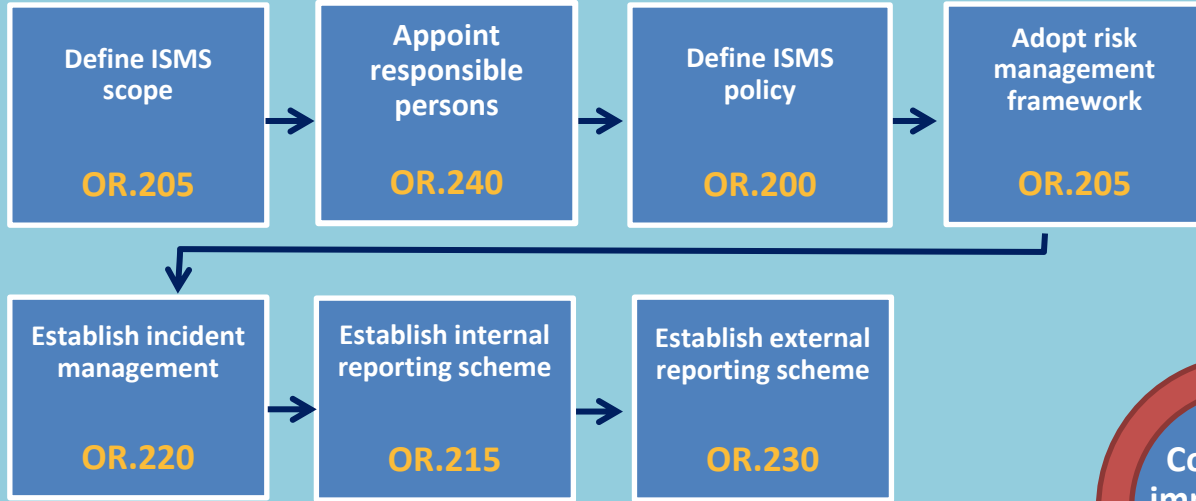 Define ISMS
scope
OR.205
Appoint
responsible
persons
OR.240
Define ISMS
policy
OR.200
Adopt risk
management
framework
OR.205
Establish incident
management
OR.220
Establish internal
reporting scheme
OR.215
Establish external
reporting scheme
OR.230